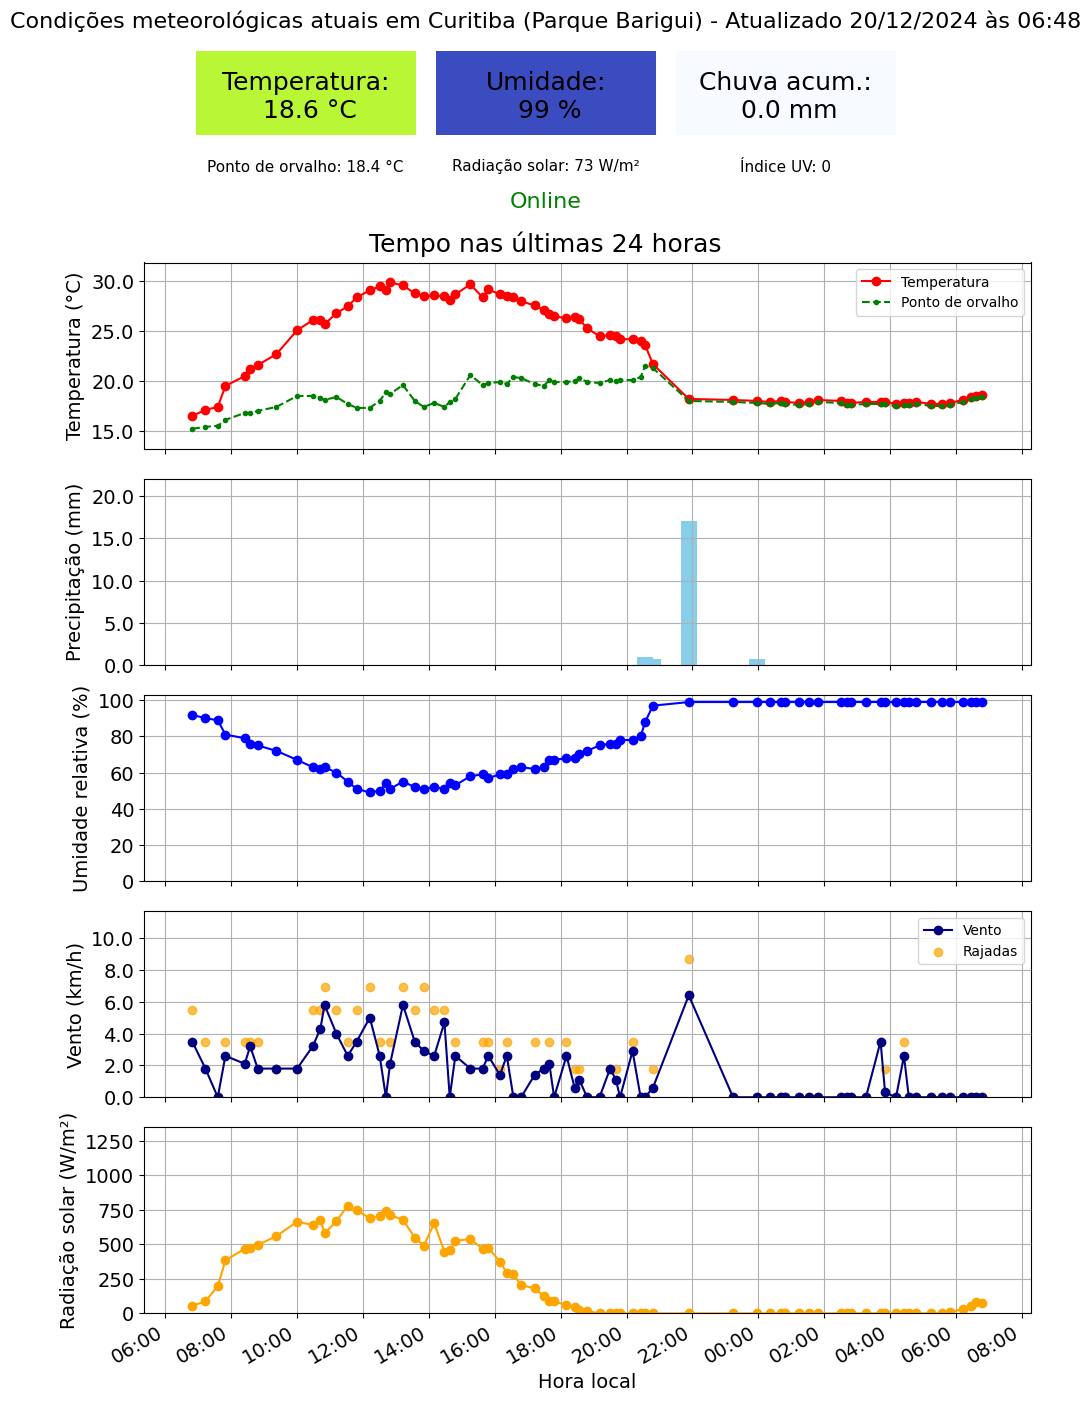 Condições meteorológicas atuais em Curitiba (Parque Barigui) - Atualizado 20/12/2024 às 06:48
Temperatura:
18.6 °C
Umidade:
99 %
Chuva acum.:
0.0 mm
Ponto de orvalho: 18.4 °C
Radiação solar: 73 W/m²
Índice UV: 0
Online
Tempo nas últimas 24 horas
Temperatura (°C)
30.0
25.0
20.0
15.0
Temperatura
Ponto de orvalho
Precipitação (mm)
20.0
15.0
10.0
5.0
0.0
Umidade relativa (%)
100
80
60
40
20
0
Vento (km/h)
10.0
8.0
6.0
4.0
2.0
0.0
Vento
Rajadas
Radiação solar (W/m²)
1250
1000
750
500
250
0
06:00
08:00
10:00
12:00
14:00
16:00
18:00
20:00
22:00
00:00
02:00
04:00
06:00
08:00
Hora local